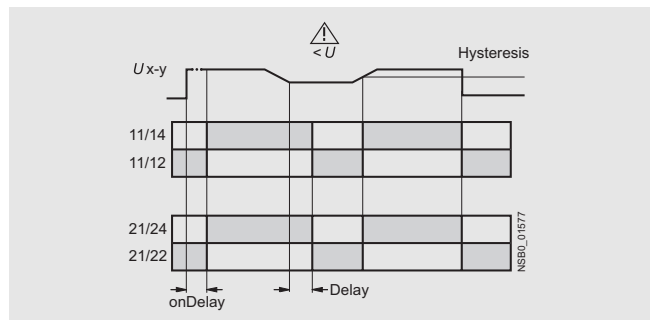 < U
Hysteresis
U x-y
11/14
11/12
21/24
21/22
NSB0_01577
onDelay
Delay